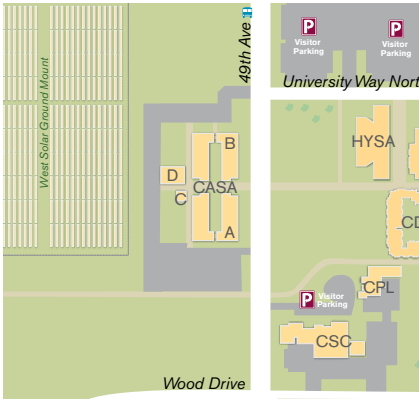 49th Ave
P
Visitor
Parking
P
Visitor
Parking
University Way Nort
West Solar Ground Mount
HYSA
B
D
CASA
C
A
CD
CPL
P
Visitor
Parking
CSC
Wood Drive